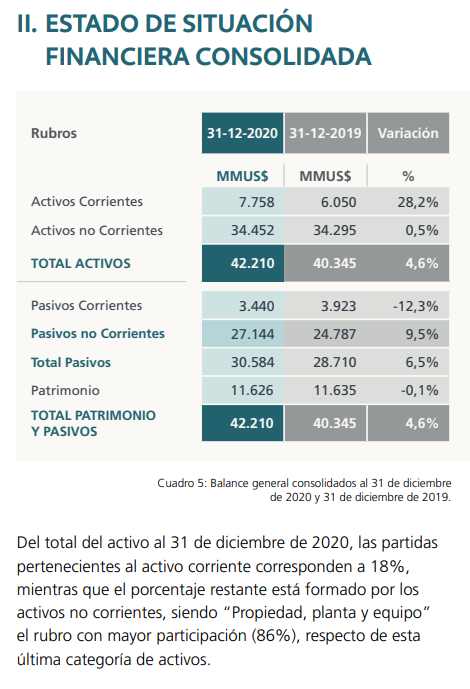 II. ESTADO DE SITUACIÓN
FINANCIERA CONSOLIDADA
Rubros 31-12-2020 31-12-2019 Variación
MMUS$ MMUS$ %
Activos Corrientes 7.758 6.050 28,2%
Activos no Corrientes 34.452 34.295 0,5%
TOTAL ACTIVOS 42.210 40.345 4,6%
Pasivos Corrientes 3.440 3.923 -12,3%
Pasivos no Corrientes 27.144 24.787 9,5%
Total Pasivos 30.584 28.710 6,5%
Patrimonio 11.626 11.635 -0,1%
TOTAL PATRIMONIO
Y PASIVOS 42.210 40.345 4,6%
Cuadro 5: Balance general consolidados al 31 de diciembre
de 2020 y 31 de diciembre de 2019.
Del total del activo al 31 de diciembre de 2020, las partidas
pertenecientes al activo corriente corresponden a 18%,
mientras que el porcentaje restante está formado por los
activos no corrientes, siendo “Propiedad, planta y equipo”
el rubro con mayor participación (86%), respecto de esta
última categoría de activos.